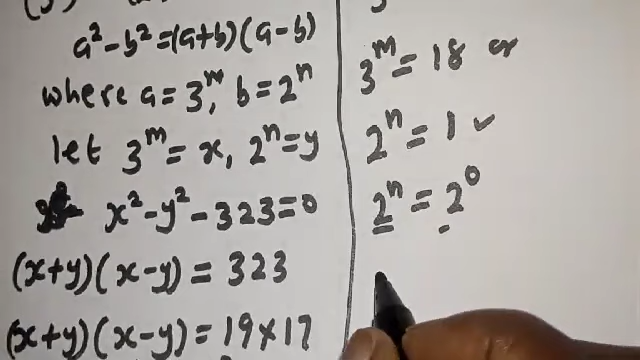 a² - b² = (a+b)(a-b)
where a = 3^m, b = 2^n
let 3^m = x, 2^n = y
x² - y² - 323 = 0
(x+y)(x-y) = 323
(x+y)(x-y) = 19 × 17
3^m = 18 or
2^n = 1 ✓
2^n = 2^0